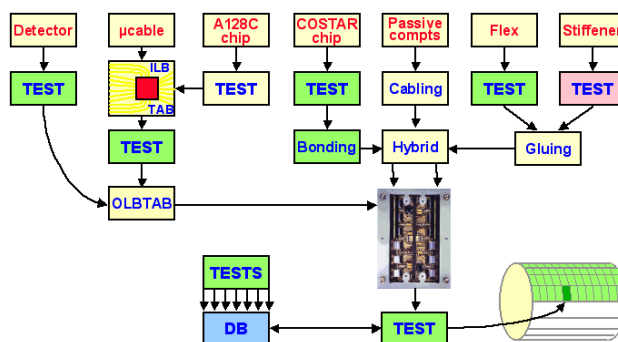 Detector
µcable
A128C
chip
COSTAR
chip
Passive
compts
Flex
Stiffener
TEST
ILB
TAB
TEST
TEST
Cabling
TEST
TEST
TEST
Bonding
Hybrid
Gluing
OLBTAB
TESTS
DB
TEST